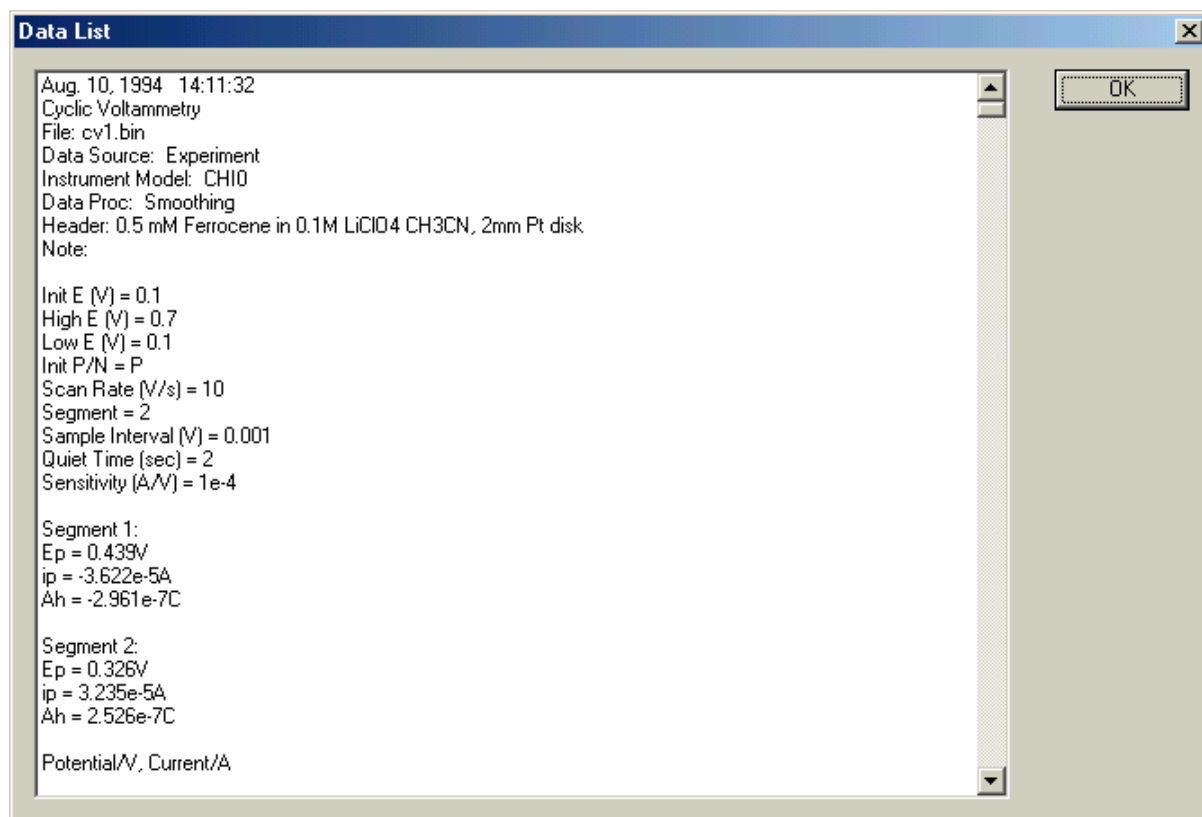 Data List
OK
Aug. 10, 1994   14:11:32
Cyclic Voltammetry
File: cv1.bin
Data Source:  Experiment
Instrument Model:  CHI0
Data Proc:  Smoothing
Header: 0.5 mM Ferrocene in 0.1M LiClO4 CH3CN, 2mm Pt disk
Note:
Init E (V) = 0.1
High E (V) = 0.7
Low E (V) = 0.1
Init P/N = P
Scan Rate (V/s) = 10
Segment = 2
Sample Interval (V) = 0.001
Quiet Time (sec) = 2
Sensitivity (A/V) = 1e-4
Segment 1:
Ep = 0.439V
ip = -3.622e-5A
Ah = -2.961e-7C
Segment 2:
Ep = 0.326V
ip = 3.235e-5A
Ah = 2.526e-7C
Potential/V, Current/A